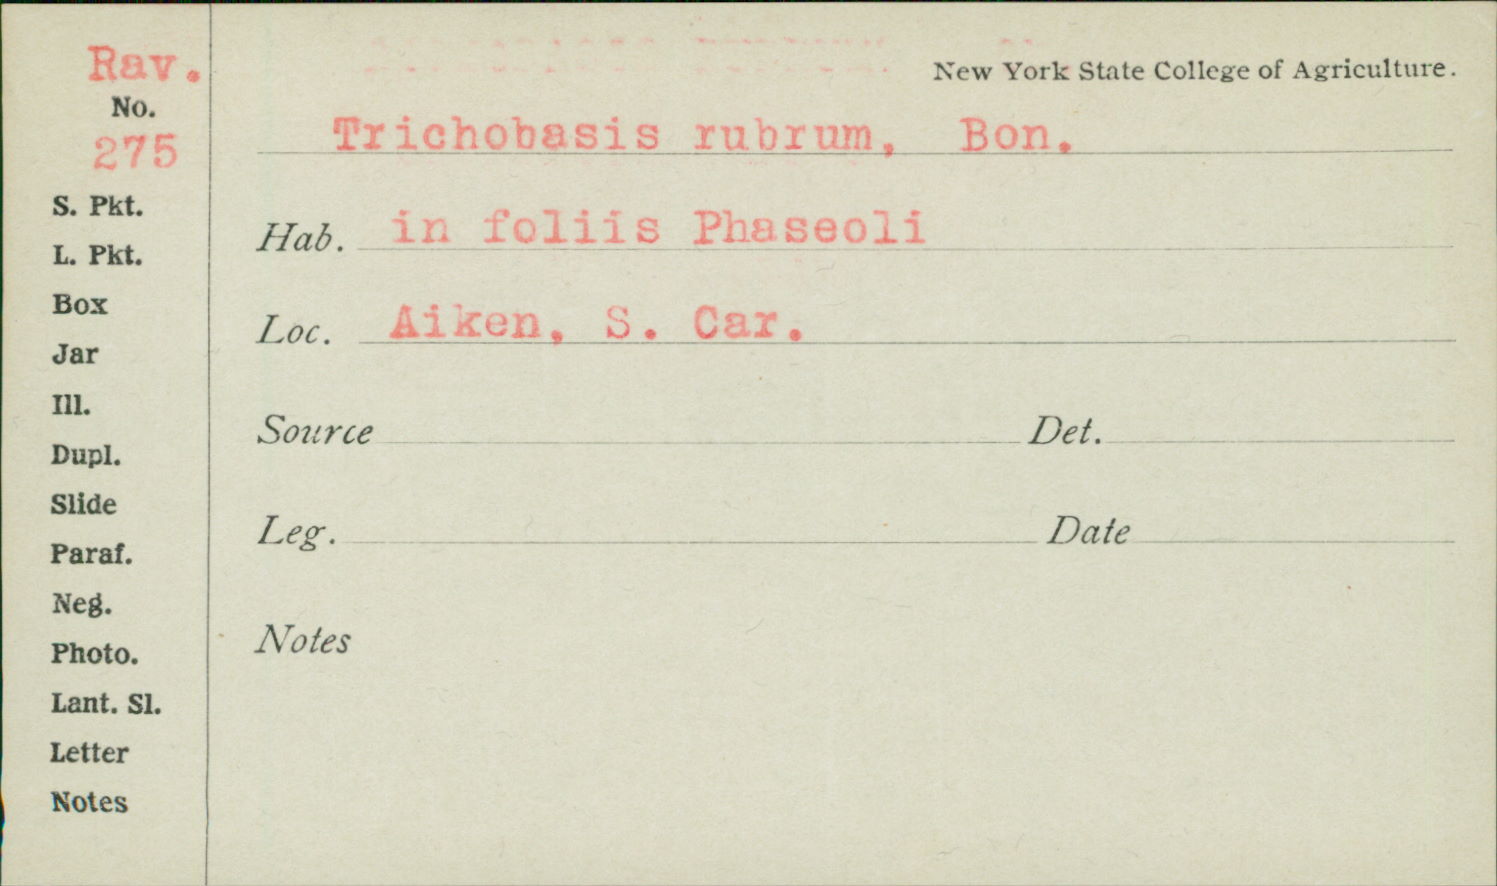 Rav.
No.
275
S. Pkt.
L. Pkt.
Box
Jar
Ill.
Dupl.
Slide
Paraf.
Neg.
Photo.
Lant. Sl.
Letter
Notes
New York State College of Agriculture.
Trichobasis rubrum, Bon.
Hab. in foliis Phaseoli
Loc. Aiken, S. Car.
Source Det.
Leg. Date
Notes